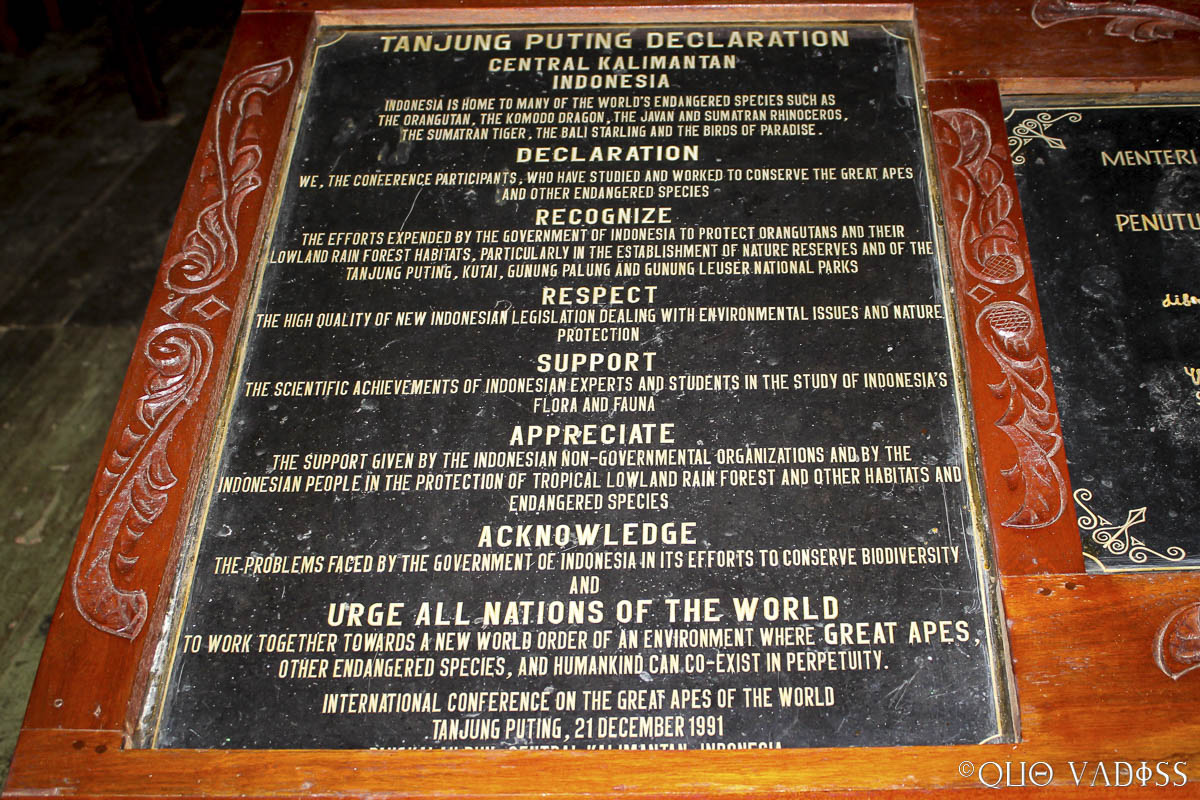 TANJUNG PUTING DECLARATION
CENTRAL KALIMANTAN
INDONESIA
INDONESIA IS HOME TO MANY OF THE WORLD'S ENDANGERED SPECIES SUCH AS
THE ORANGUTAN, THE KOMODO DRAGON, THE JAVAN AND SUMATRAN RHINOCEROS,
THE SUMATRAN TIGER, THE BALI STARLING AND THE BIRDS OF PARADISE.
DECLARATION
WE, THE CONEERENCE PARTICIPANTS, WHO HAVE STUDIED AND WORKED TO CONSERVE THE GREAT APES
AND OTHER ENDANGERED SPECIES
RECOGNIZE
THE EFFORTS EXPENDED BY THE GOVERNMENT OF INDONESIA TO PROTECT ORANGUTANS AND THEIR
LOWLAND RAIN FOREST HABITATS, PARTICULARLY IN THE ESTABLISHMENT OF NATURE RESERVES AND OF THE
TANJUNG PUTING, KUTAI, GUNUNG PALUNG AND GUNUNG LEUSER NATIONAL PARKS
RESPECT
THE HIGH QUALITY OF NEW INDONESIAN LEGISLATION DEALING WITH ENVIRONMENTAL ISSUES AND NATURE
PROTECTION
SUPPORT
THE SCIENTIFIC ACHIEVEMENTS OF INDONESIAN EXPERTS AND STUDENTS IN THE STUDY OF INDONESIA'S
FLORA AND FAUNA
APPRECIATE
THE SUPPORT GIVEN BY THE INDONESIAN NON-GOVERNMENTAL ORGANIZATIONS AND BY THE
INDONESIAN PEOPLE IN THE PROTECTION OF TROPICAL LOWLAND RAIN FOREST AND OTHER HABITATS AND
ENDANGERED SPECIES
ACKNOWLEDGE
THE PROBLEMS FACED BY THE GOVERNMENT OF INDONESIA IN ITS EFFORTS TO CONSERVE BIODIVERSITY
AND
URGE ALL NATIONS OF THE WORLD
TO WORK TOGETHER TOWARDS A NEW WORLD ORDER OF AN ENVIRONMENT WHERE GREAT APES,
OTHER ENDANGERED SPECIES, AND HUMANKIND CAN CO-EXIST IN PERPETUITY.
INTERNATIONAL CONFERENCE ON THE GREAT APES OF THE WORLD
TANJUNG PUTING, 21 DECEMBER 1991
CENTRAL KALIMANTAN, INDONESIA
MENTERI
©QUO VADISS